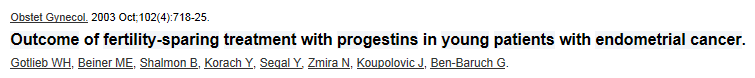 Obstet Gynecol. 2003 Oct;102(4):718-25.
Outcome of fertility-sparing treatment with progestins in young patients with endometrial cancer.
Gotlieb WH, Beiner ME, Shalmon B, Korach Y, Segal Y, Zmira N, Koupolovic J, Ben-Baruch G.